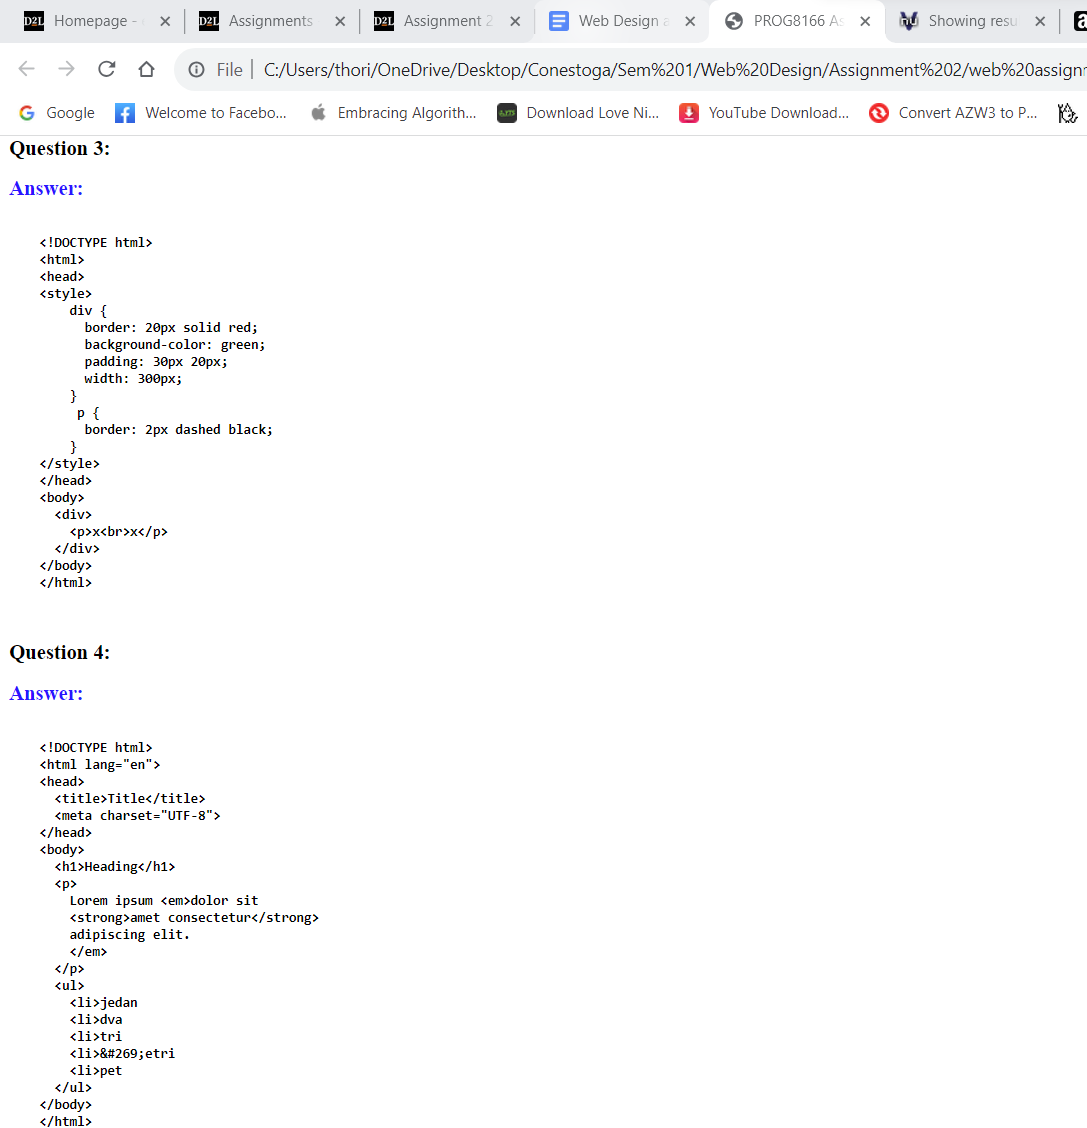 Homepage -
Assignments
Assignment 2
Web Design a
PROG8166 As
Showing resu
File
C:/Users/thori/OneDrive/Desktop/Conestoga/Sem%201/Web%20Design/Assignment%202/web%20assignm
Google
Welcome to Facebo...
Embracing Algorith...
Download Love Ni...
YouTube Download...
Convert AZW3 to P...
Question 3:
Answer:
<!DOCTYPE html>
<html>
<head>
<style>
    div {
      border: 20px solid red;
      background-color: green;
      padding: 30px 20px;
      width: 300px;
    }
     p {
      border: 2px dashed black;
    }
</style>
</head>
<body>
  <div>
    <p>x<br>x</p>
  </div>
</body>
</html>
Question 4:
Answer:
<!DOCTYPE html>
<html lang="en">
<head>
  <title>Title</title>
  <meta charset="UTF-8">
</head>
<body>
  <h1>Heading</h1>
  <p>
    Lorem ipsum <em>dolor sit
    <strong>amet consectetur</strong>
    adipiscing elit.
    </em>
  </p>
  <ul>
    <li>jedan
    <li>dva
    <li>tri
    <li>&#269;etri
    <li>pet
  </ul>
</body>
</html>